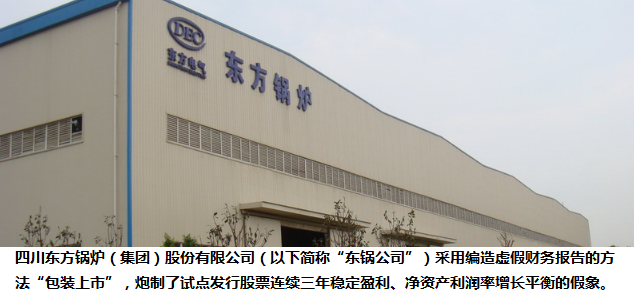 DEC
东方电气
东方锅炉
四川东方锅炉（集团）股份有限公司（以下简称“东锅公司”）采用编造虚假财务报告的方
法“包装上市”，炮制了试点发行股票连续三年稳定盈利、净资产利润率增长平衡的假象。